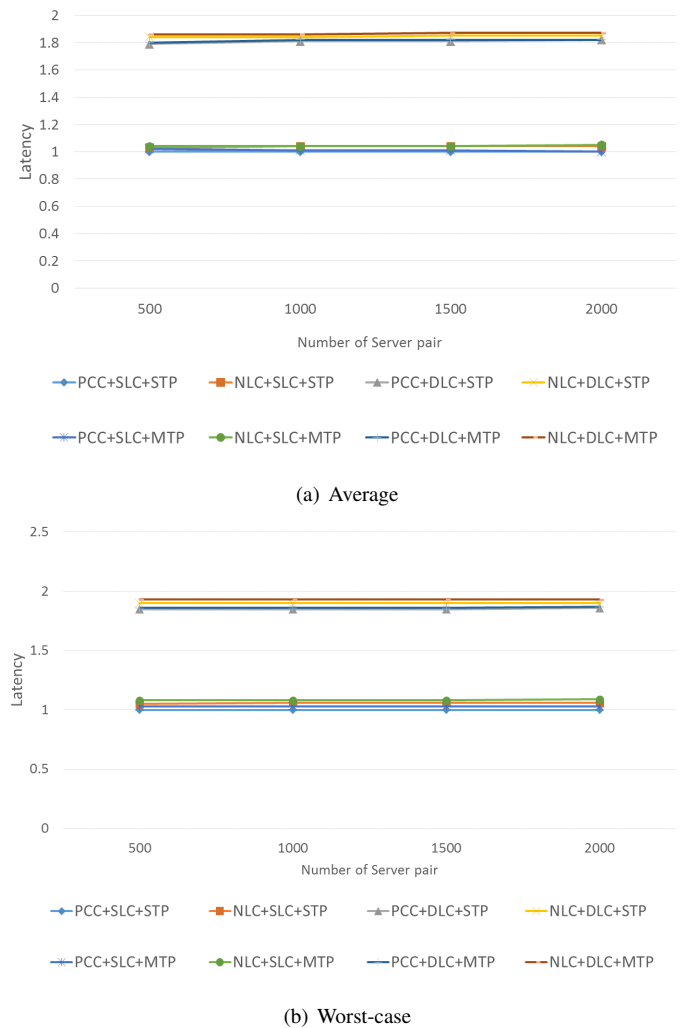 2
1.8
1.6
1.4
1.2
1
0.8
0.6
0.4
0.2
0
Latency
500 1000 1500 2000
Number of Server pair
PCC+SLC+STP NLC+SLC+STP PCC+DLC+STP NLC+DLC+STP
PCC+SLC+MTP NLC+SLC+MTP PCC+DLC+MTP NLC+DLC+MTP
(a) Average
2.5
2
1.5
1
0.5
0
Latency
500 1000 1500 2000
Number of Server pair
PCC+SLC+STP NLC+SLC+STP PCC+DLC+STP NLC+DLC+STP
PCC+SLC+MTP NLC+SLC+MTP PCC+DLC+MTP NLC+DLC+MTP
(b) Worst-case